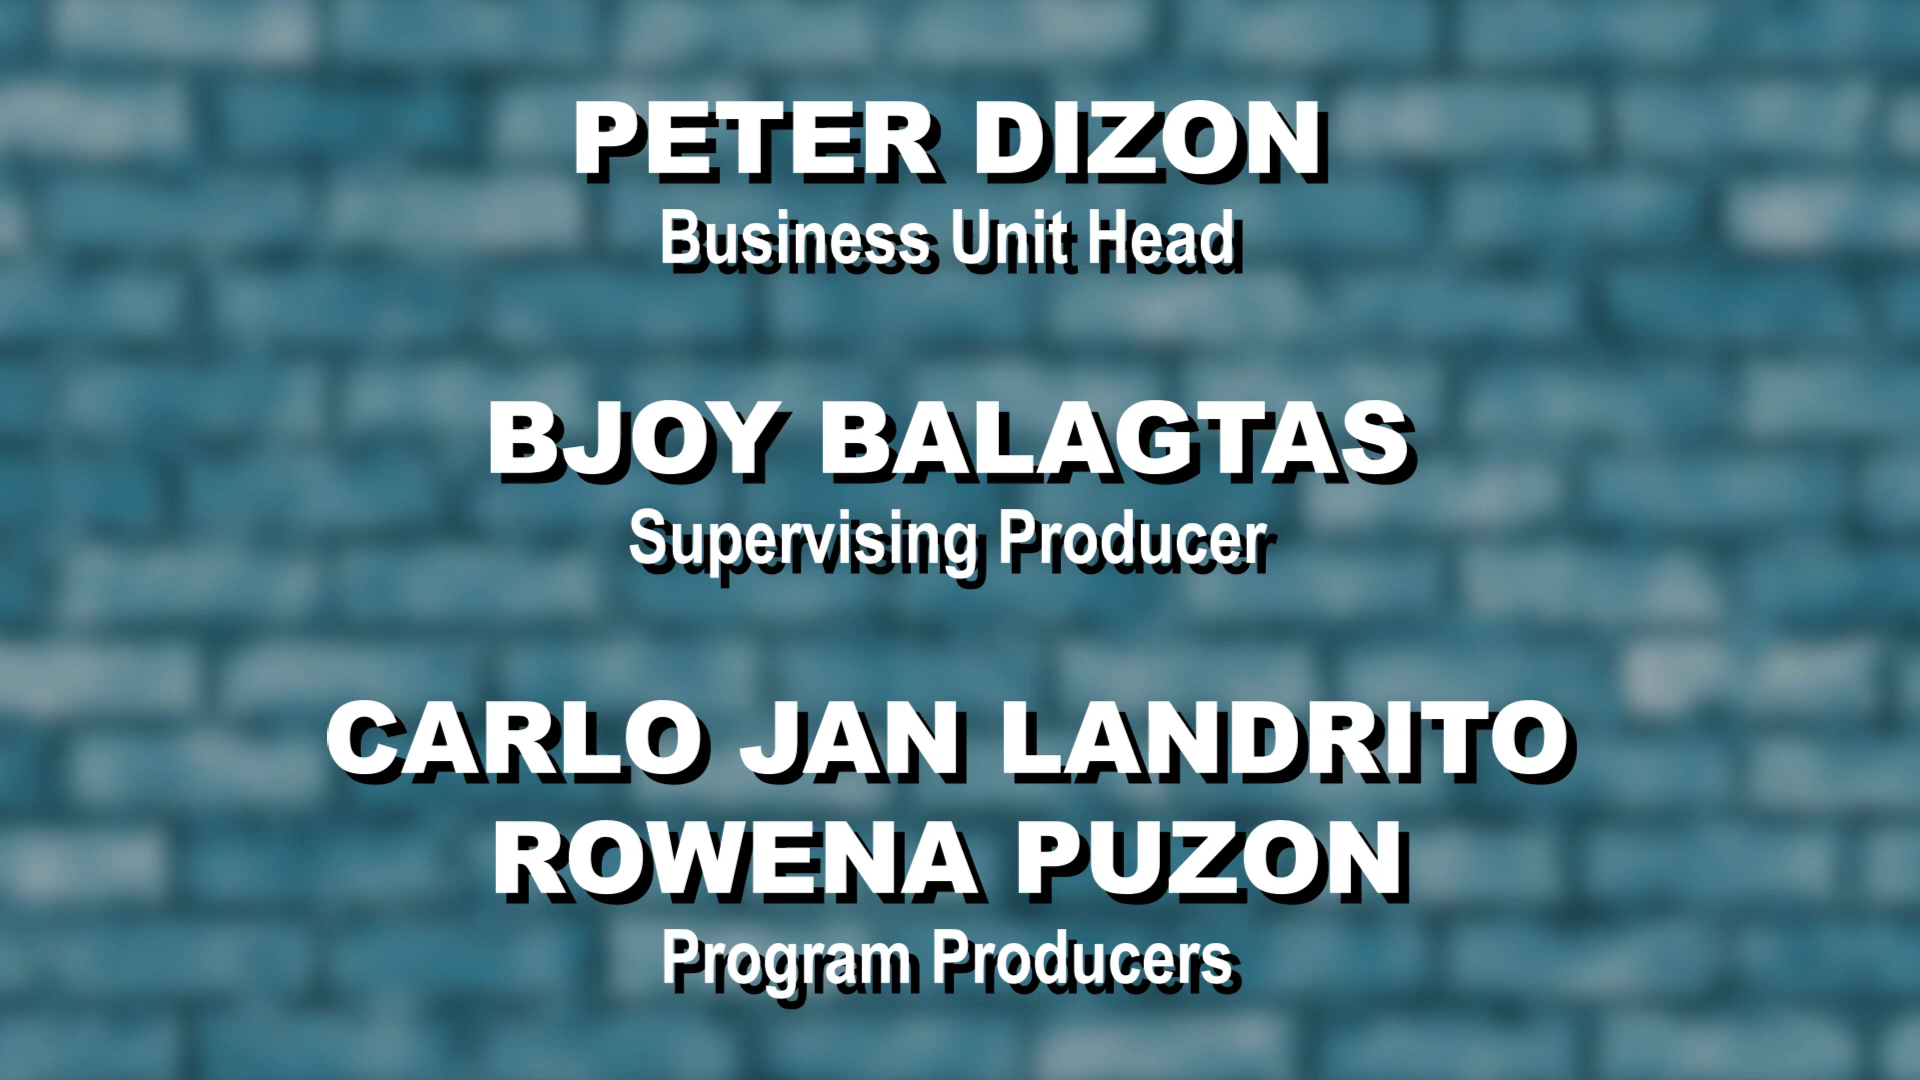 PETER DIZON
Business Unit Head
BJOY BALAGTAS
Supervising Producer
CARLO JAN LANDRITO
ROWENA PUZON
Program Producers